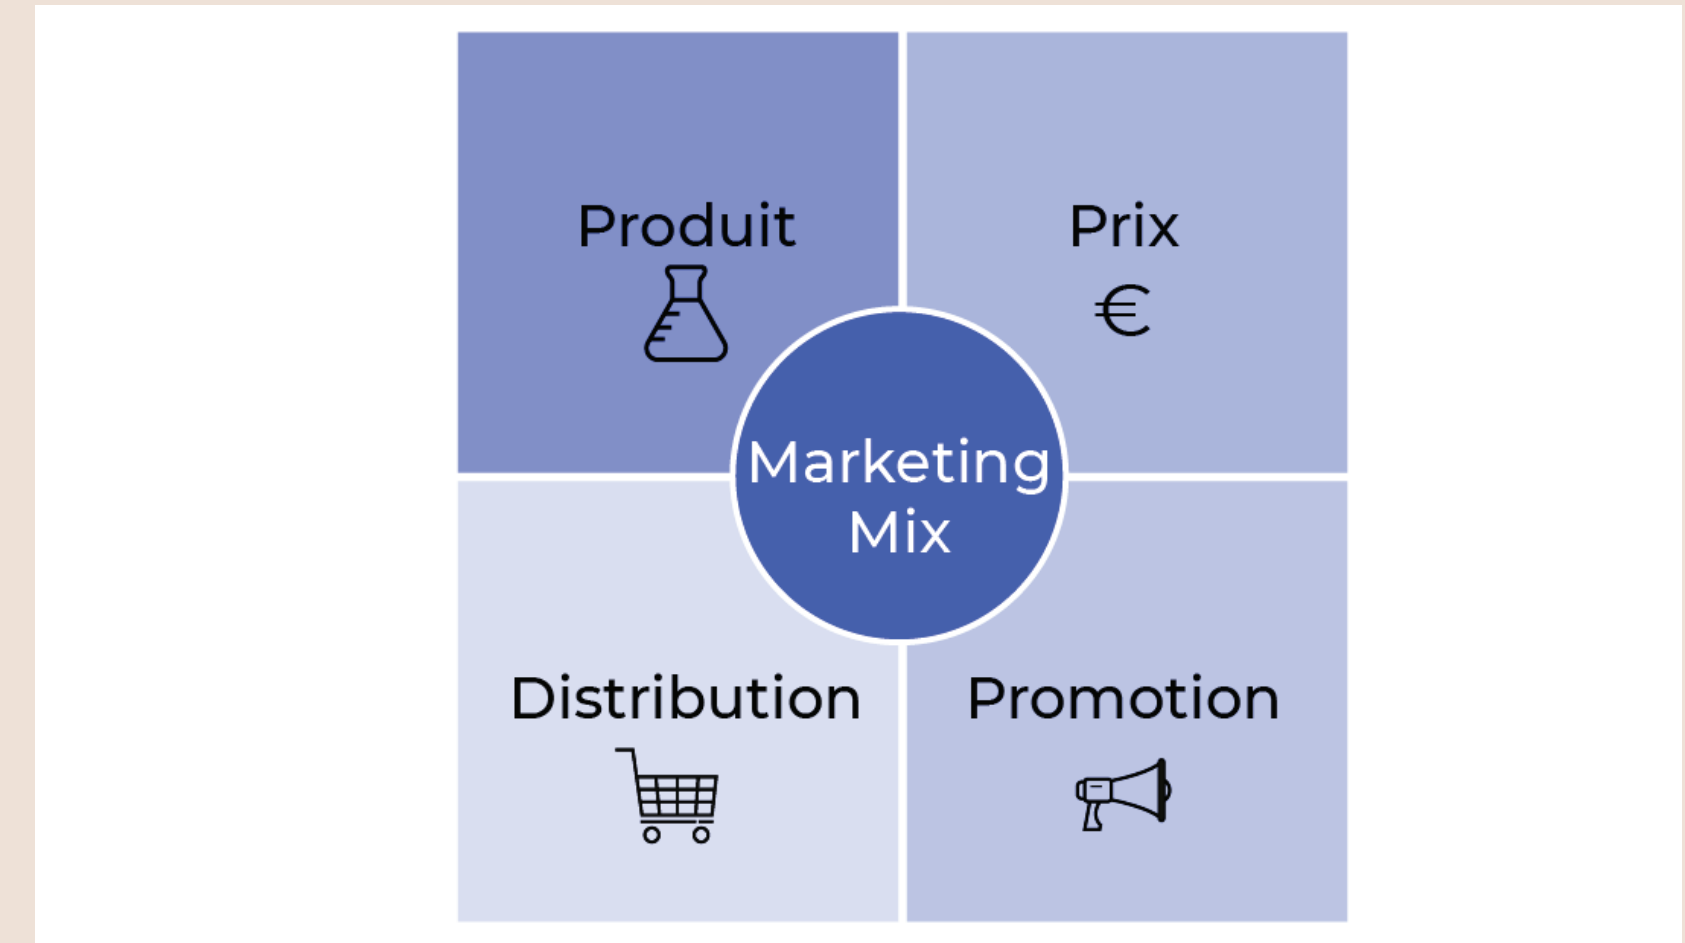 Produit
Prix
€
Marketing
Mix
Distribution
Promotion